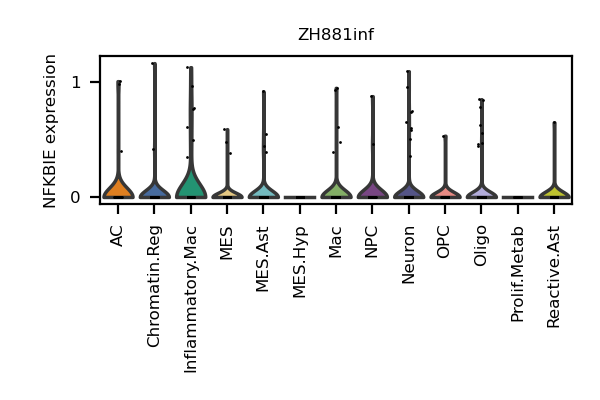 ZH881inf
NFKBIE expression
1
0
AC
Chromatin.Reg
Inflammatory.Mac
MES
MES.Ast
MES.Hyp
Mac
NPC
Neuron
OPC
Oligo
Prolif.Metab
Reactive.Ast